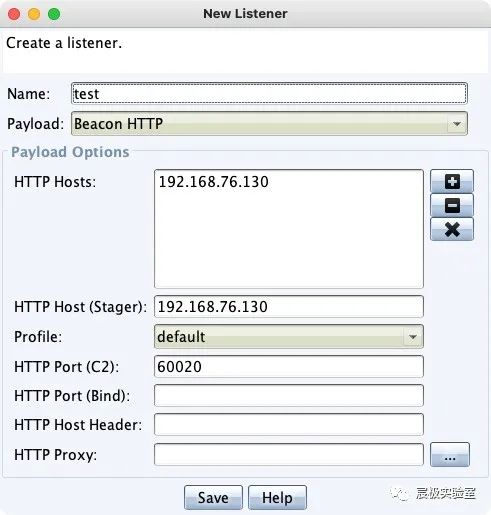 New Listener
Create a listener.
Name: test
Payload: Beacon HTTP
Payload Options
HTTP Hosts: 192.168.76.130
HTTP Host (Stager): 192.168.76.130
Profile: default
HTTP Port (C2): 60020
HTTP Port (Bind):
HTTP Host Header:
HTTP Proxy: ...
Save Help
宸极实验室